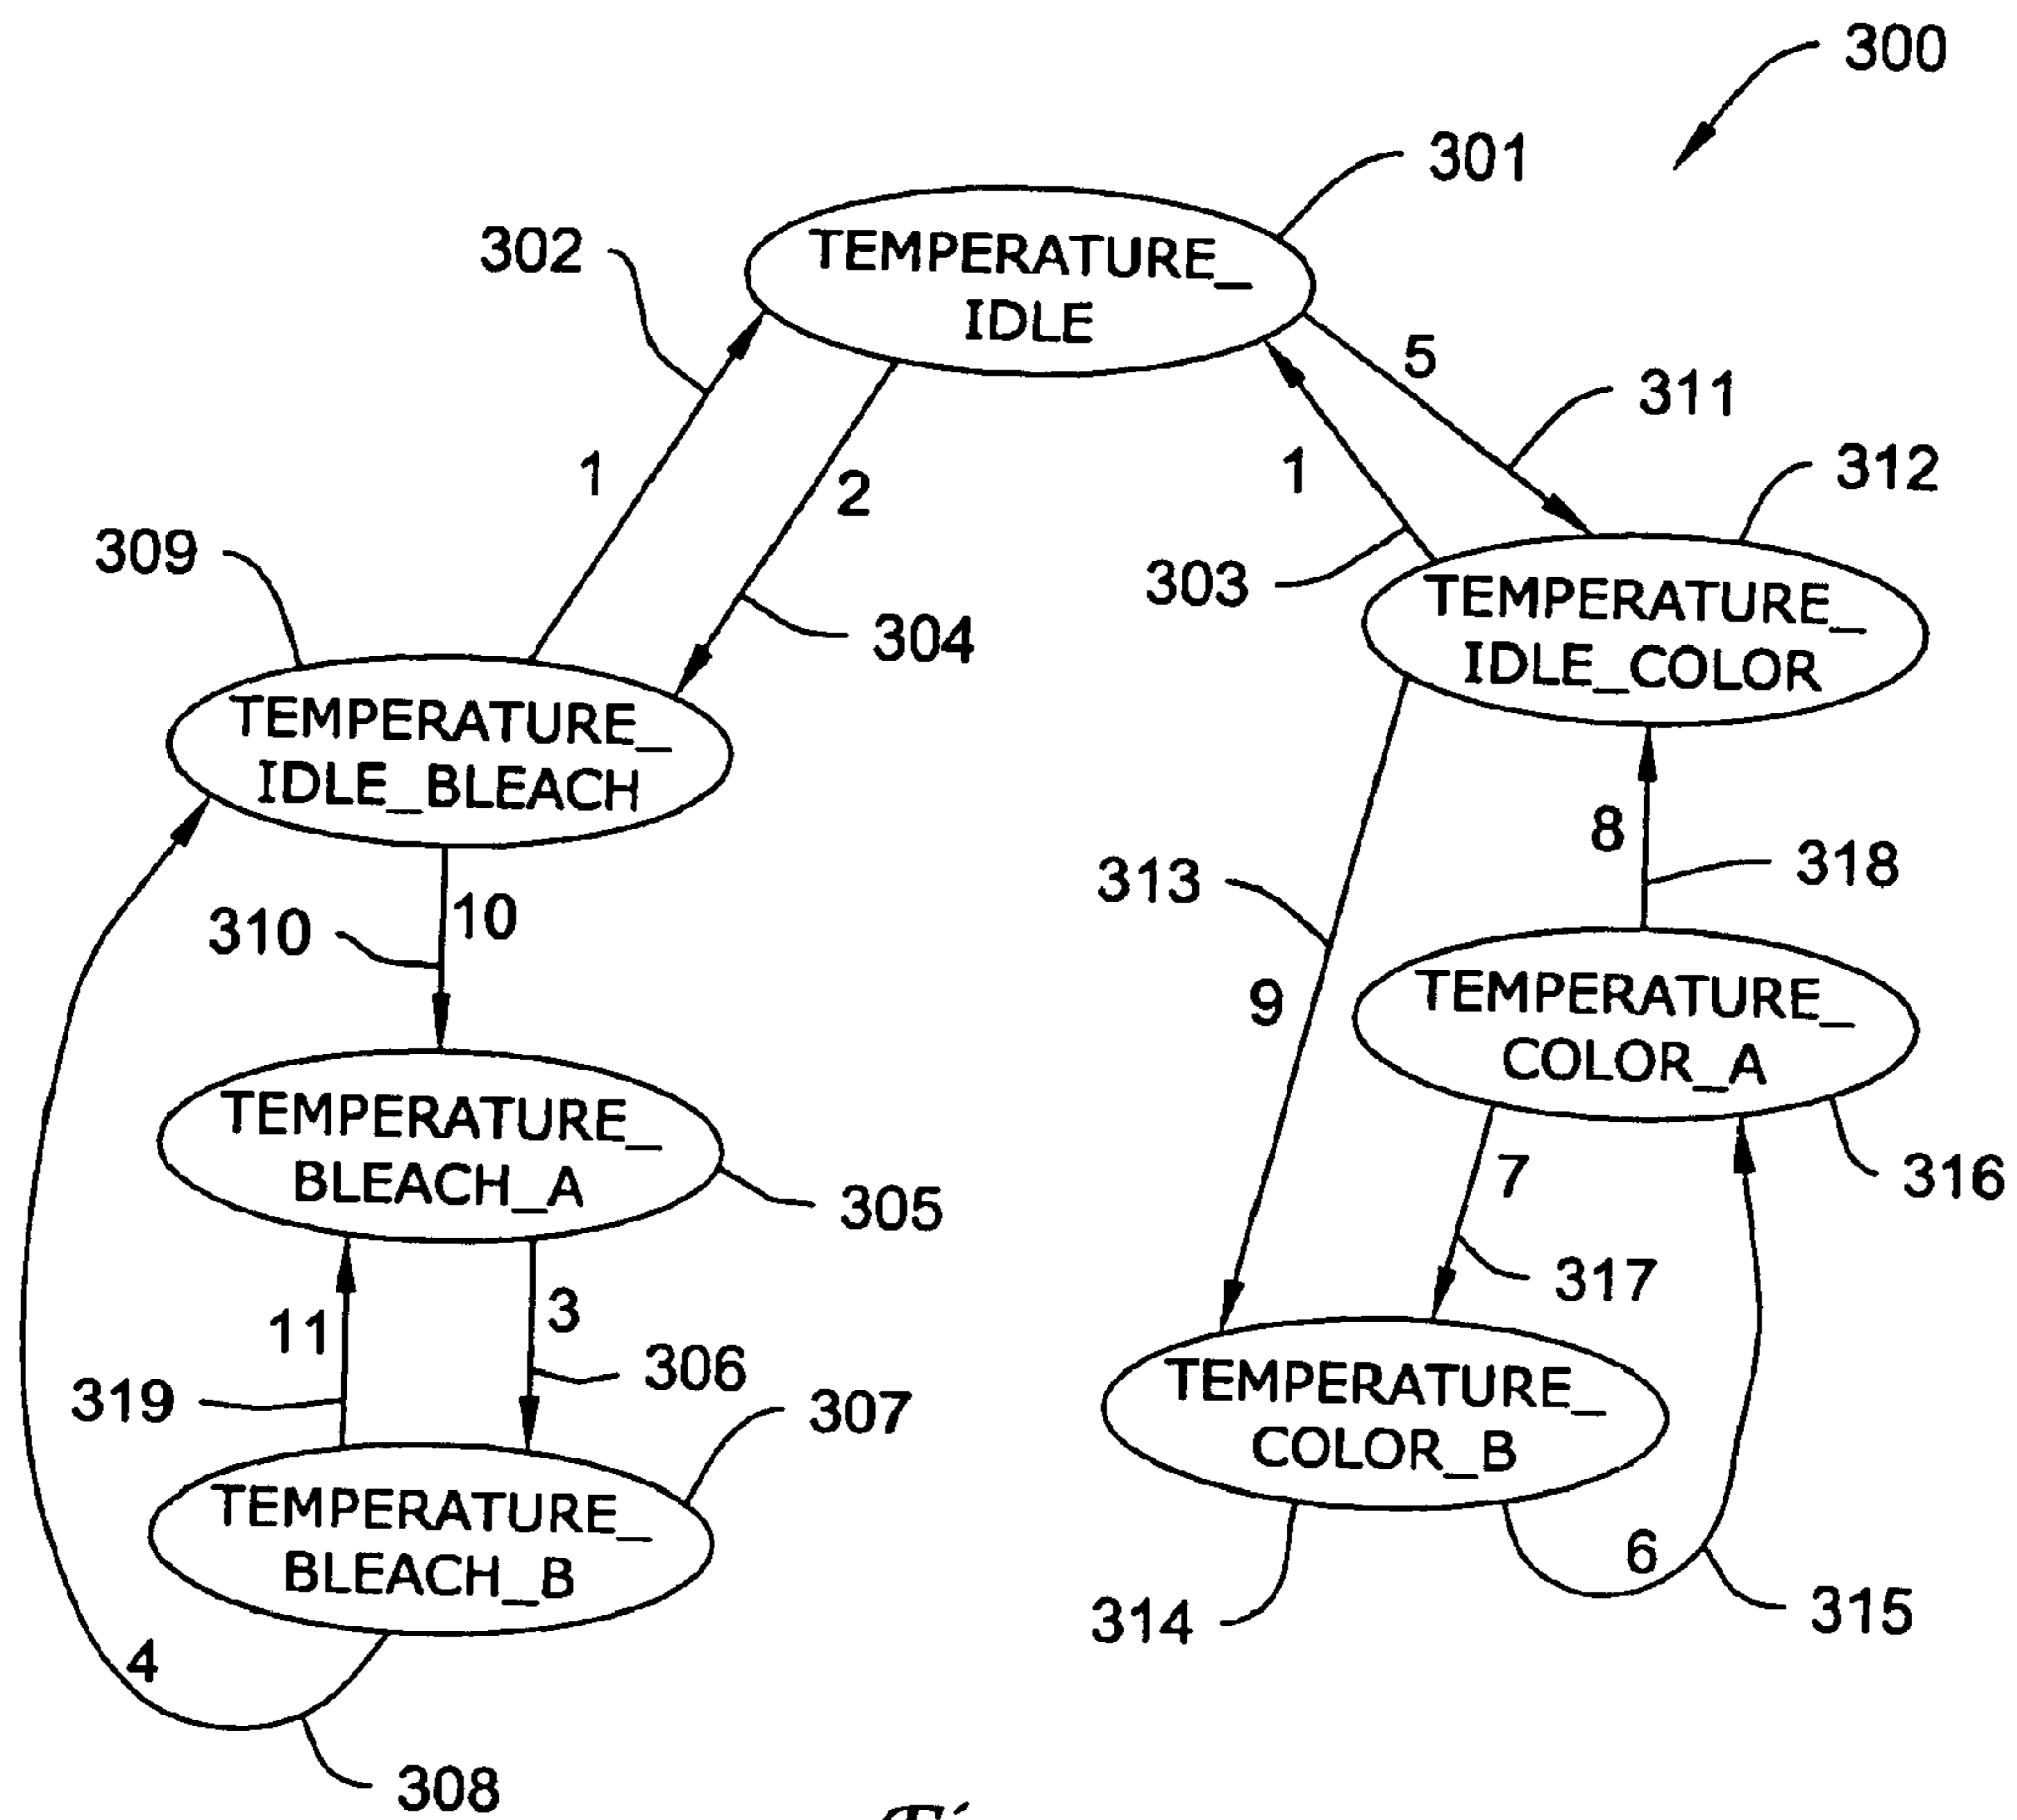 300
301
302
TEMPERATURE_
IDLE
5
311
1
2
1
312
309
303
304
TEMPERATURE_
IDLE_COLOR
TEMPERATURE_
IDLE_BLEACH
8
318
313
310
10
9
TEMPERATURE_
COLOR_A
TEMPERATURE_
BLEACH_A
305
7
316
317
11
3
306
319
307
TEMPERATURE_
COLOR_B
TEMPERATURE_
BLEACH_B
6
314
315
4
308